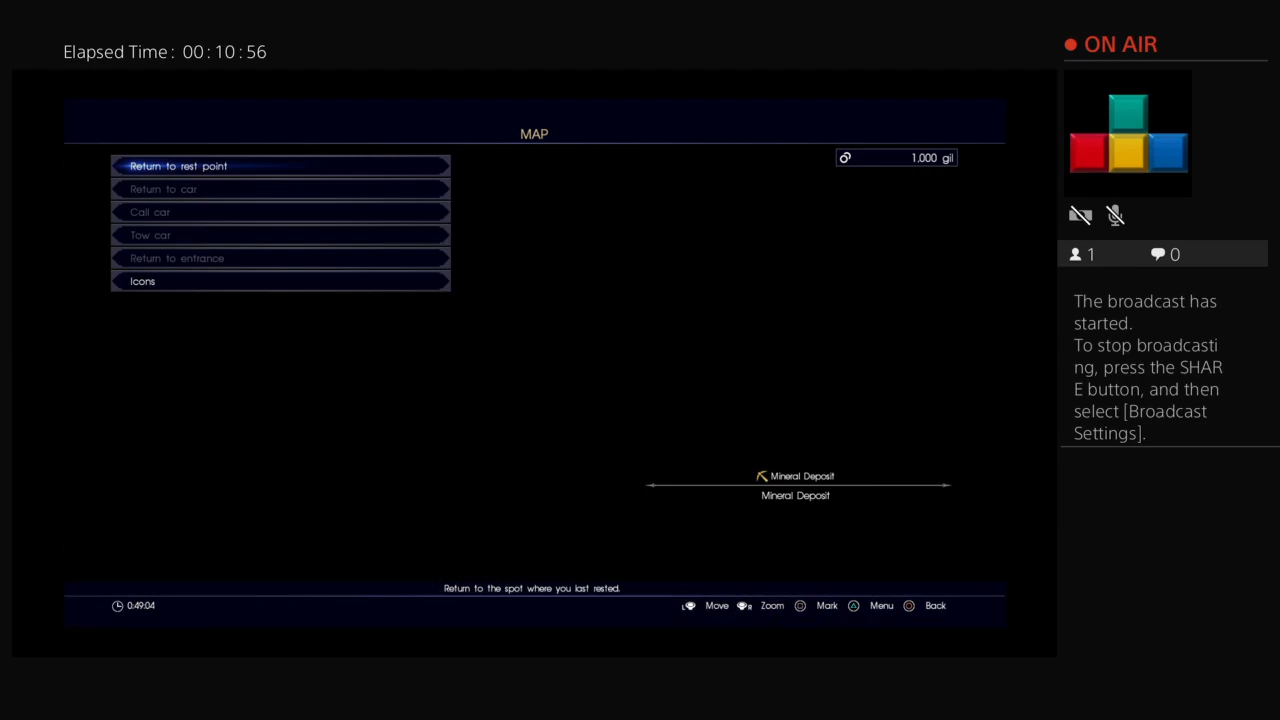 Elapsed Time: 00:10:56
ON AIR
MAP
Return to rest point
1,000 gil
Return to car
Call car
Tow car
Return to entrance
Icons
1
0
The broadcast has
started.
To stop broadcasti
ng, press the SHAR
E button, and then
select [Broadcast
Settings].
Mineral Deposit
Mineral Deposit
Return to the spot where you last rested.
0:49:04
L Move R Zoom Mark Menu Back